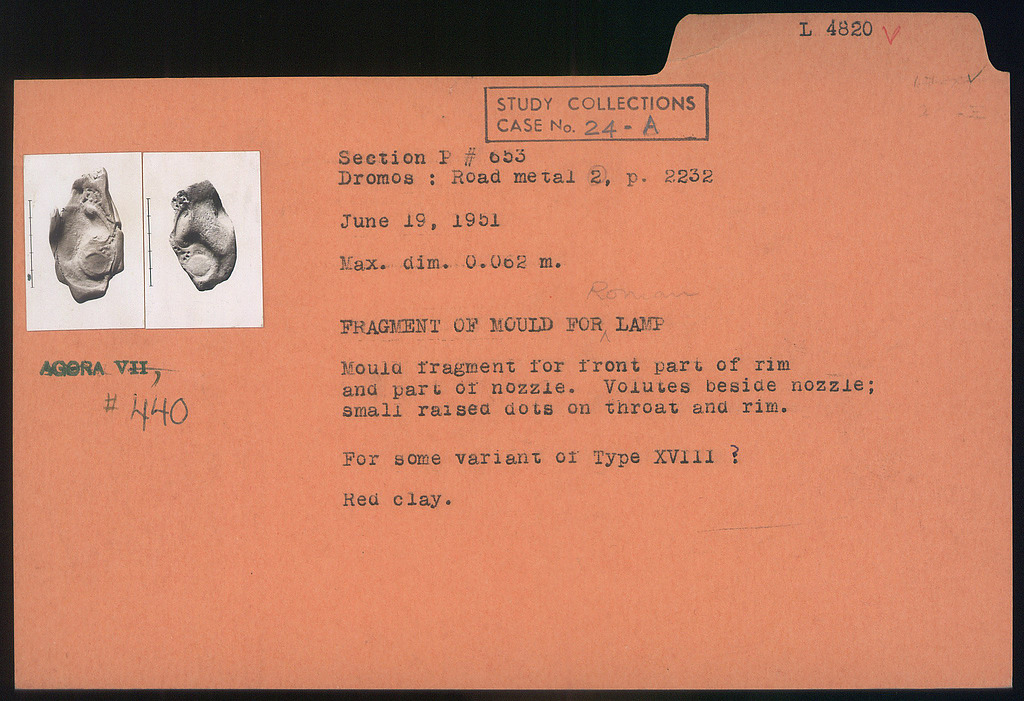 L 4820 √
STUDY COLLECTIONS
CASE No. 24-A
Section P # 653
Dromos : Road metal 2, p. 2232
June 19, 1951
Max. dim. 0.062 m.
Roman
FRAGMENT OF MOULD FOR ^ LAMP
AGORA VII,
# 440
Mould fragment for front part of rim
and part of nozzle. Volutes beside nozzle;
small raised dots on throat and rim.
For some variant of Type XVIII ?
Red clay.